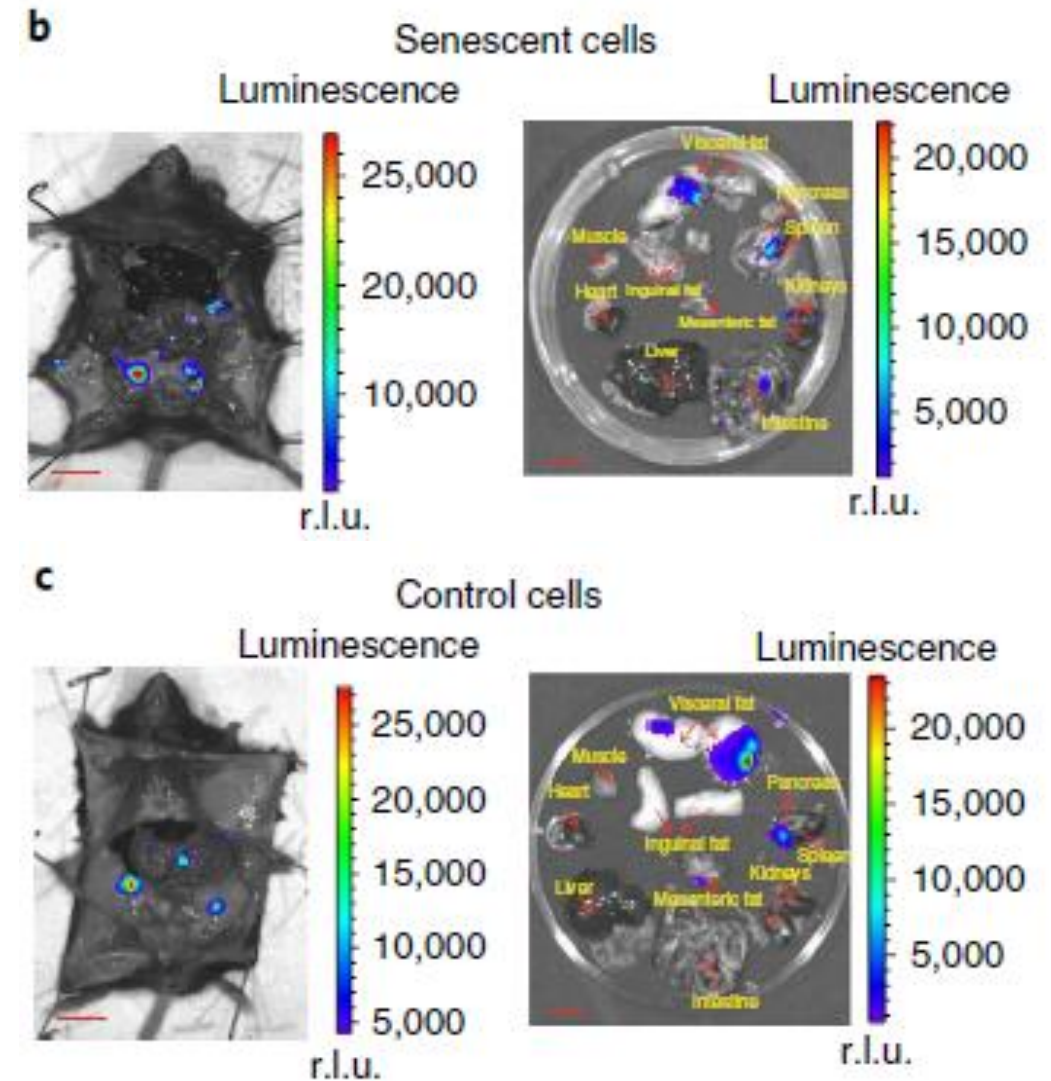 b
Senescent cells
Luminescence
25,000
20,000
10,000
r.l.u.
Luminescence
20,000
15,000
10,000
5,000
r.l.u.
Visceral fat
Pancreas
Spleen
Muscle
Kidneys
Heart
Inguinal fat
Mesenteric fat
Liver
Intestine
c
Control cells
Luminescence
25,000
20,000
15,000
10,000
5,000
r.l.u.
Luminescence
20,000
15,000
10,000
5,000
r.l.u.
Visceral fat
Muscle
Heart
Pancreas
Inguinal fat
Spleen
Kidneys
Liver
Mesenteric fat
Intestine